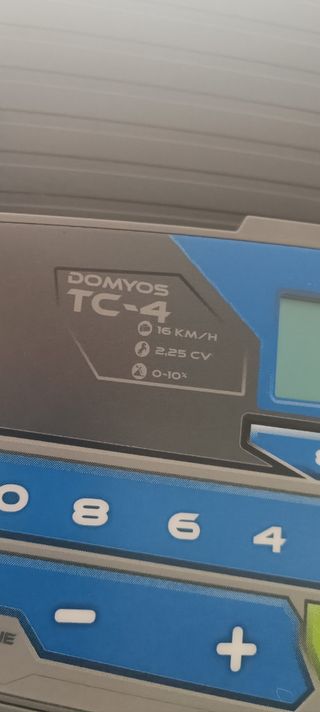 DOMYOS
TC-4
16 KM/H
2,25 CV
0-10%
0 8 6 4
- +